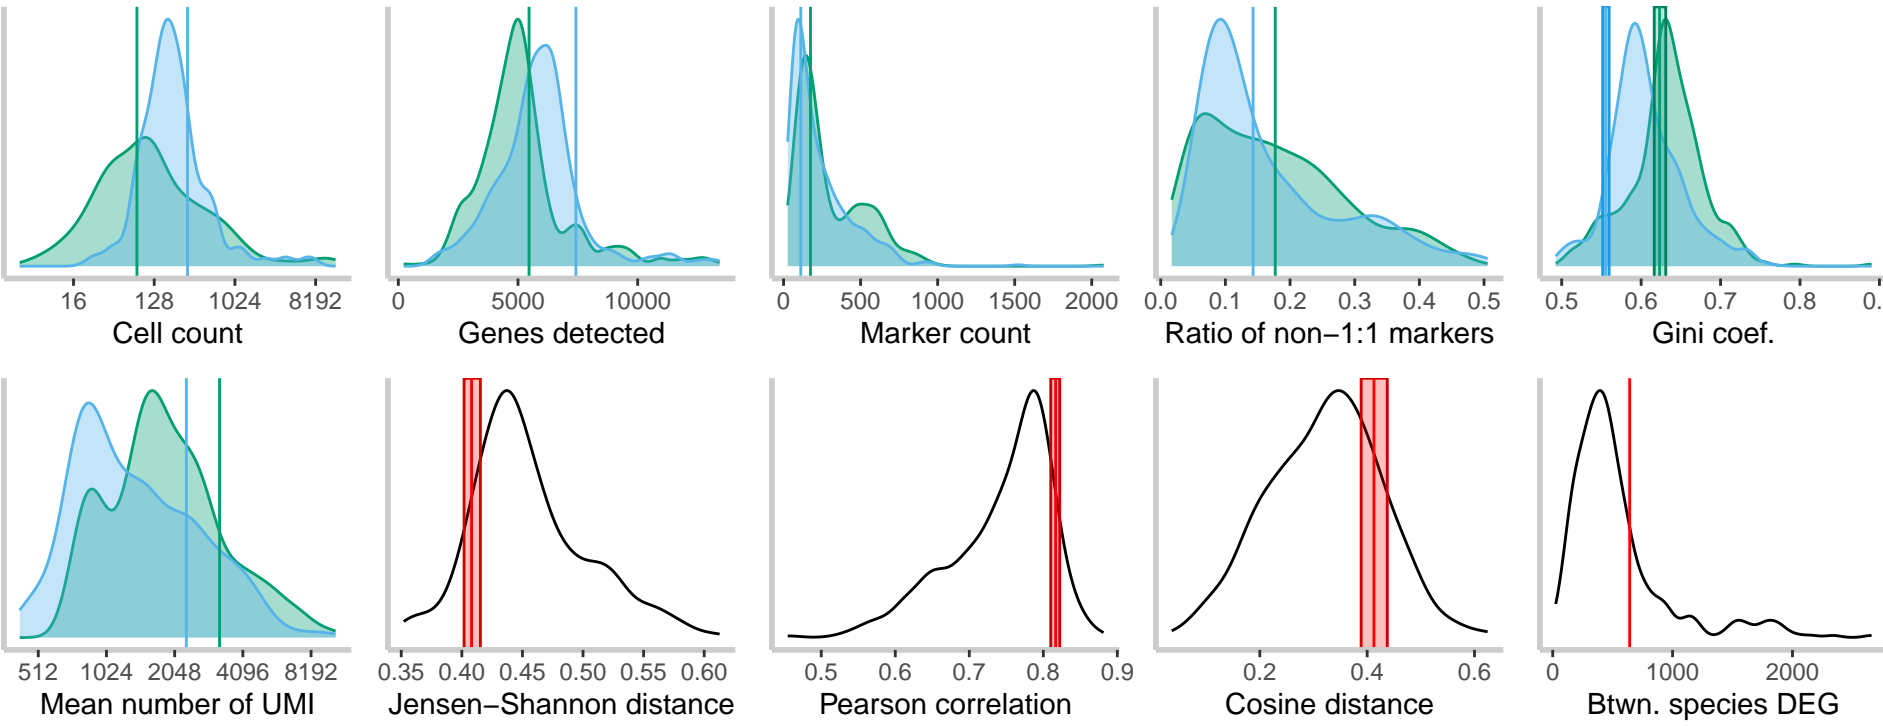 16 128 1024 8192
Cell count
0 5000 10000
Genes detected
0 500 1000 1500 2000
Marker count
0.0 0.1 0.2 0.3 0.4 0.5
Ratio of non−1:1 markers
0.5 0.6 0.7 0.8 0.
Gini coef.
512 1024 2048 4096 8192
Mean number of UMI
0.35 0.40 0.45 0.50 0.55 0.60
Jensen−Shannon distance
0.5 0.6 0.7 0.8 0.9
Pearson correlation
0.2 0.4 0.6
Cosine distance
0 1000 2000
Btwn. species DEG